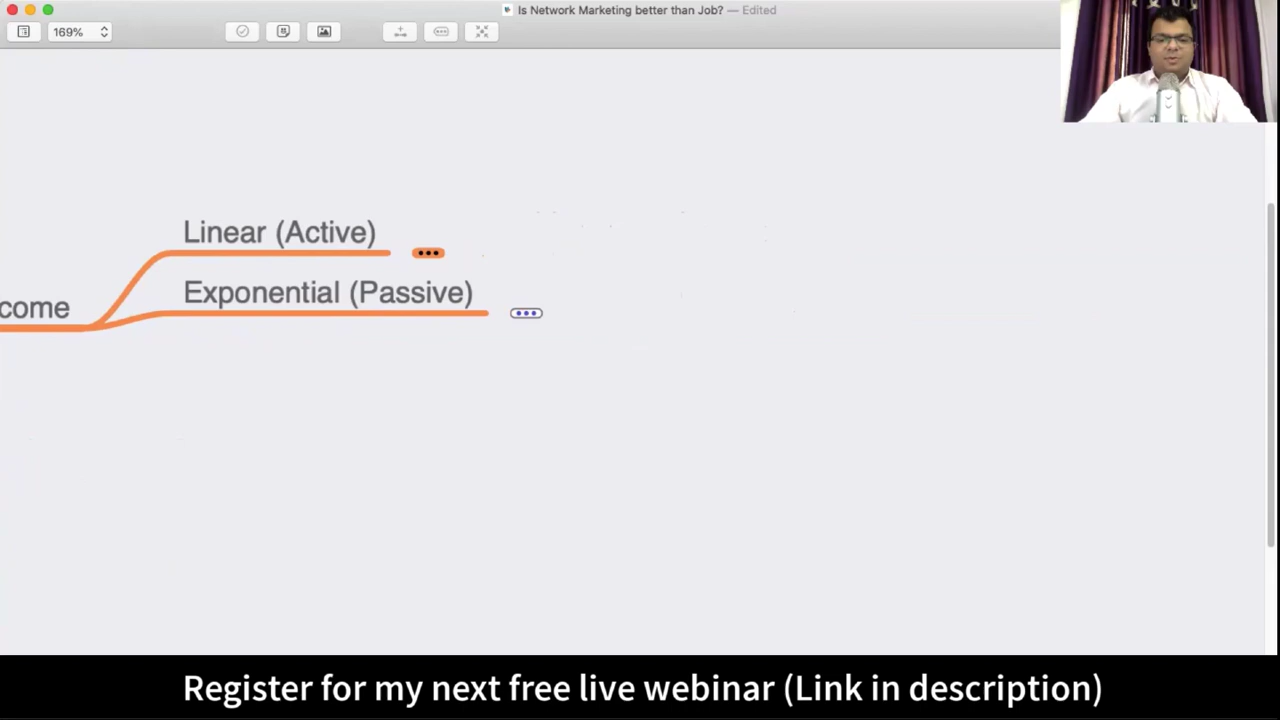 Is Network Marketing better than Job? — Edited
169%
Linear (Active)
Exponential (Passive)
come
Register for my next free live webinar (Link in description)